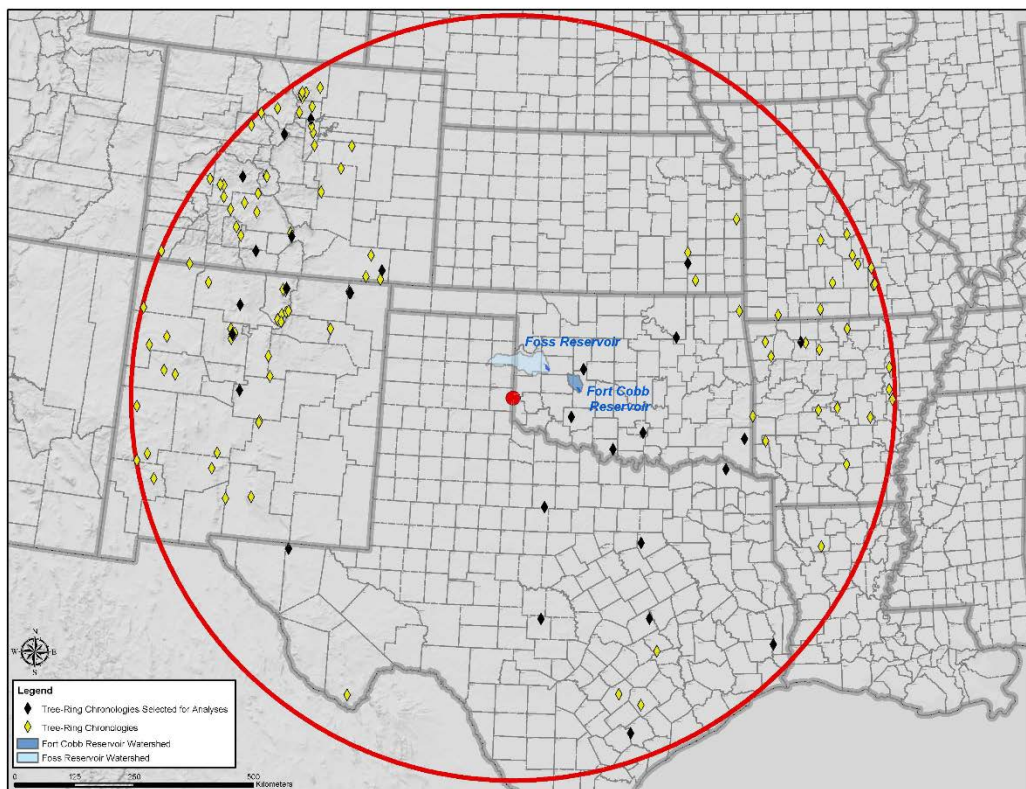 Foss Reservoir
Fort Cobb
Reservoir
N
W
E
S
Legend
Tree-Ring Chronologies Selected for Analyses
Tree-Ring Chronologies
Fort Cobb Reservoir Watershed
Foss Reservoir Watershed
0 125 250 500
Kilometers